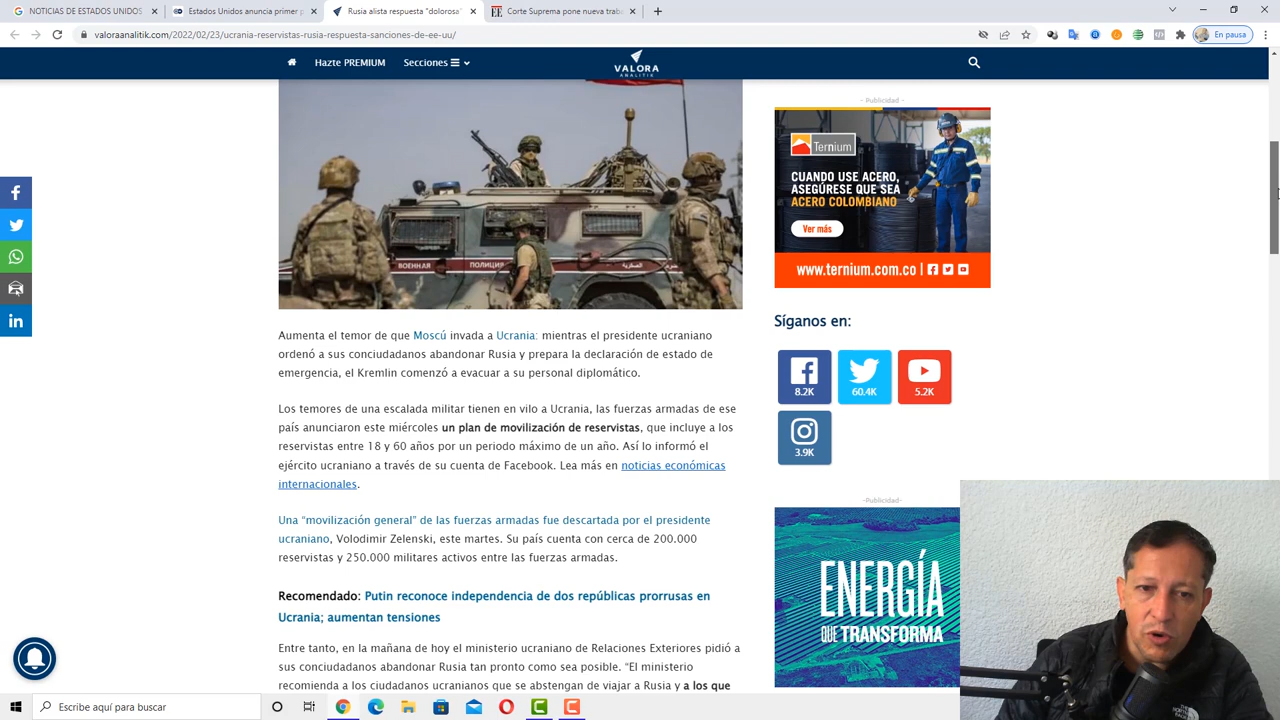 NOTICIAS DE ESTADOS UNIDOS
Estados Unidos anuncia primer p
Rusia alista respuesta "dolorosa"
Corte Suprema pone nueva trab
valoraanalitik.com/2022/02/23/ucrania-reservistas-rusia-respuesta-sanciones-de-ee-uu/
En pausa
Hazte PREMIUM
Secciones
VALORA
ANALITIK
ВОЕННАЯ
ПОЛИЦИЯ
- Publicidad -
Ternium
CUANDO USE ACERO,
ASEGÚRESE QUE SEA
ACERO COLOMBIANO
Ver más
www.ternium.com.co
Síganos en:
8.2K
60.4K
5.2K
3.9K
Aumenta el temor de que Moscú invada a Ucrania: mientras el presidente ucraniano
ordenó a sus conciudadanos abandonar Rusia y prepara la declaración de estado de
emergencia, el Kremlin comenzó a evacuar a su personal diplomático.
Los temores de una escalada militar tienen en vilo a Ucrania, las fuerzas armadas de ese
país anunciaron este miércoles un plan de movilización de reservistas, que incluye a los
reservistas entre 18 y 60 años por un periodo máximo de un año. Así lo informó el
ejército ucraniano a través de su cuenta de Facebook. Lea más en noticias económicas
internacionales.
Una “movilización general” de las fuerzas armadas fue descartada por el presidente
ucraniano, Volodimir Zelenski, este martes. Su país cuenta con cerca de 200.000
reservistas y 250.000 militares activos entre las fuerzas armadas.
Recomendado: Putin reconoce independencia de dos repúblicas prorrusas en
Ucrania; aumentan tensiones
Entre tanto, en la mañana de hoy el ministerio ucraniano de Relaciones Exteriores pidió a
sus conciudadanos abandonar Rusia tan pronto como sea posible. “El ministerio
recomienda a los ciudadanos ucranianos que se abstengan de viajar a Rusia y a los que
-Publicidad-
ENERGÍA
QUE TRANSFORMA
THE
NORTH
FACE
Escribe aquí para buscar